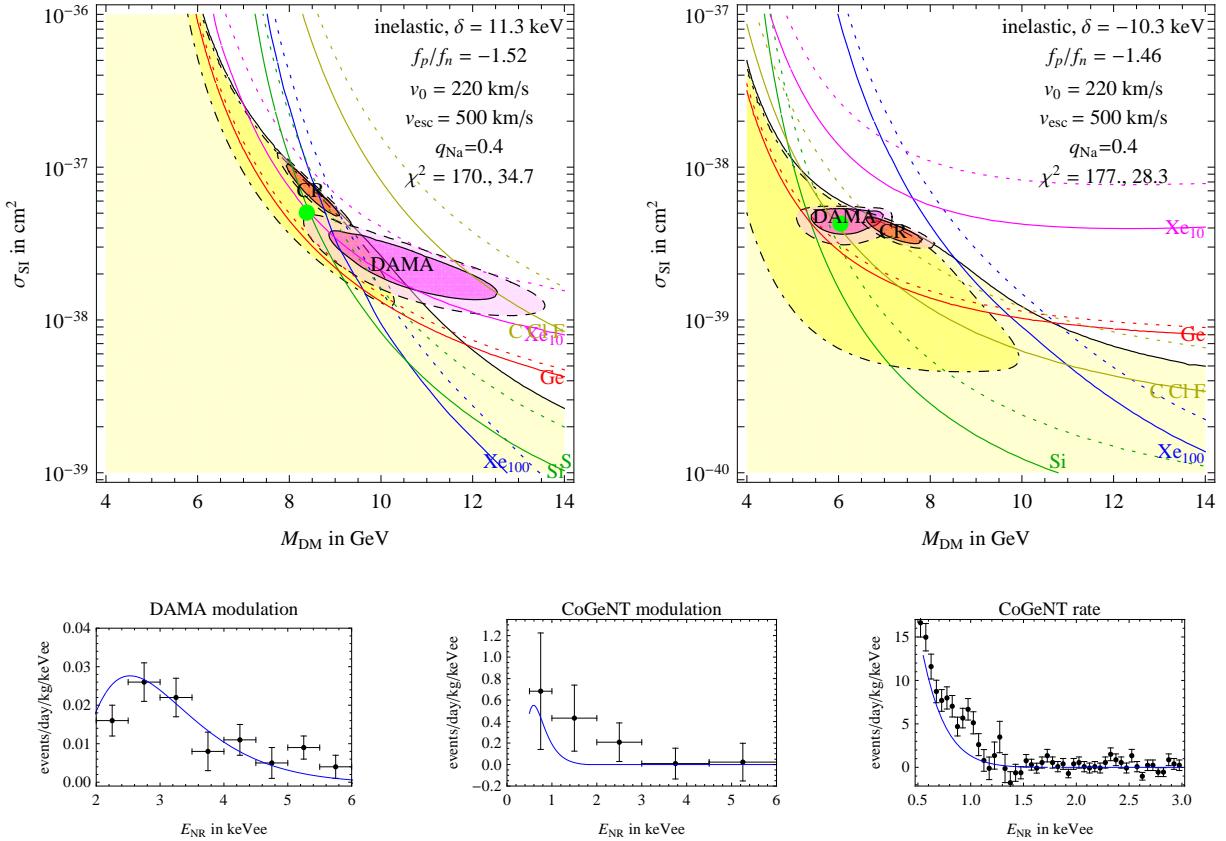 inelastic, δ = 11.3 keV
f_p/f_n = −1.52
v_0 = 220 km/s
v_esc = 500 km/s
q_Na=0.4
χ² = 170., 34.7
CR
DAMA
C Cl F
Xe_10
Ge
Xe_100
S
Si
10^−36
10^−37
10^−38
10^−39
σ_SI in cm²
4 6 8 10 12 14
M_DM in GeV
inelastic, δ = −10.3 keV
f_p/f_n = −1.46
v_0 = 220 km/s
v_esc = 500 km/s
q_Na=0.4
χ² = 177., 28.3
DAMA
CR
Xe_10
Ge
C Cl F
Xe_100
Si
10^−37
10^−38
10^−39
10^−40
σ_SI in cm²
4 6 8 10 12 14
M_DM in GeV
DAMA modulation
events/day/kg/keVee
0.04
0.03
0.02
0.01
0.00
2 3 4 5 6
E_NR in keVee
CoGeNT modulation
events/day/kg/keVee
1.2
1.0
0.8
0.6
0.4
0.2
0.0
−0.2
0 1 2 3 4 5 6
E_NR in keVee
CoGeNT rate
events/day/kg/keVee
15
10
5
0
0.5 1.0 1.5 2.0 2.5 3.0
E_NR in keVee